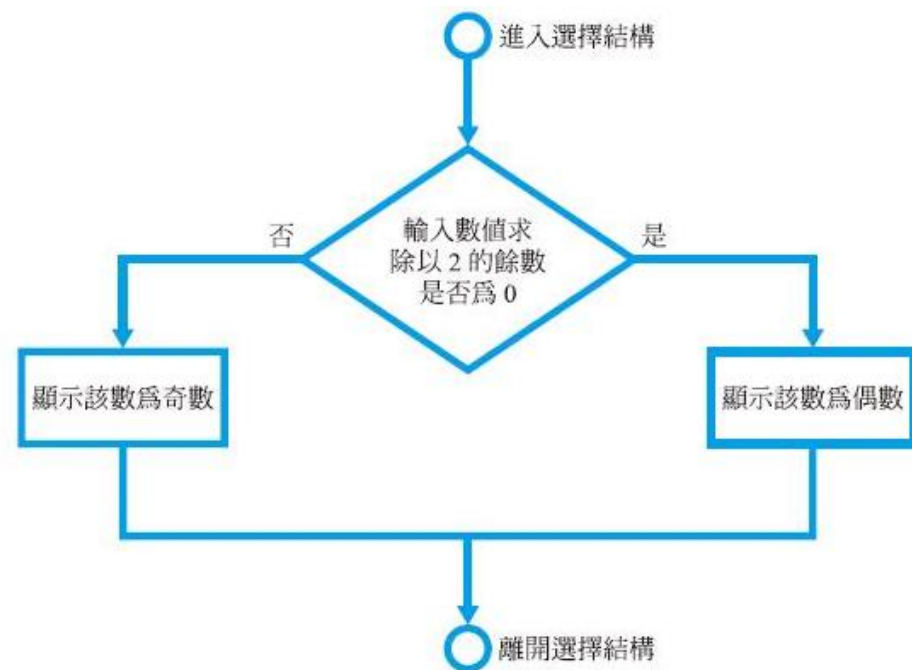 進入選擇結構
輸入數值求
除以 2 的餘數
是否爲 0
否
是
顯示該數爲奇數
顯示該數爲偶數
離開選擇結構